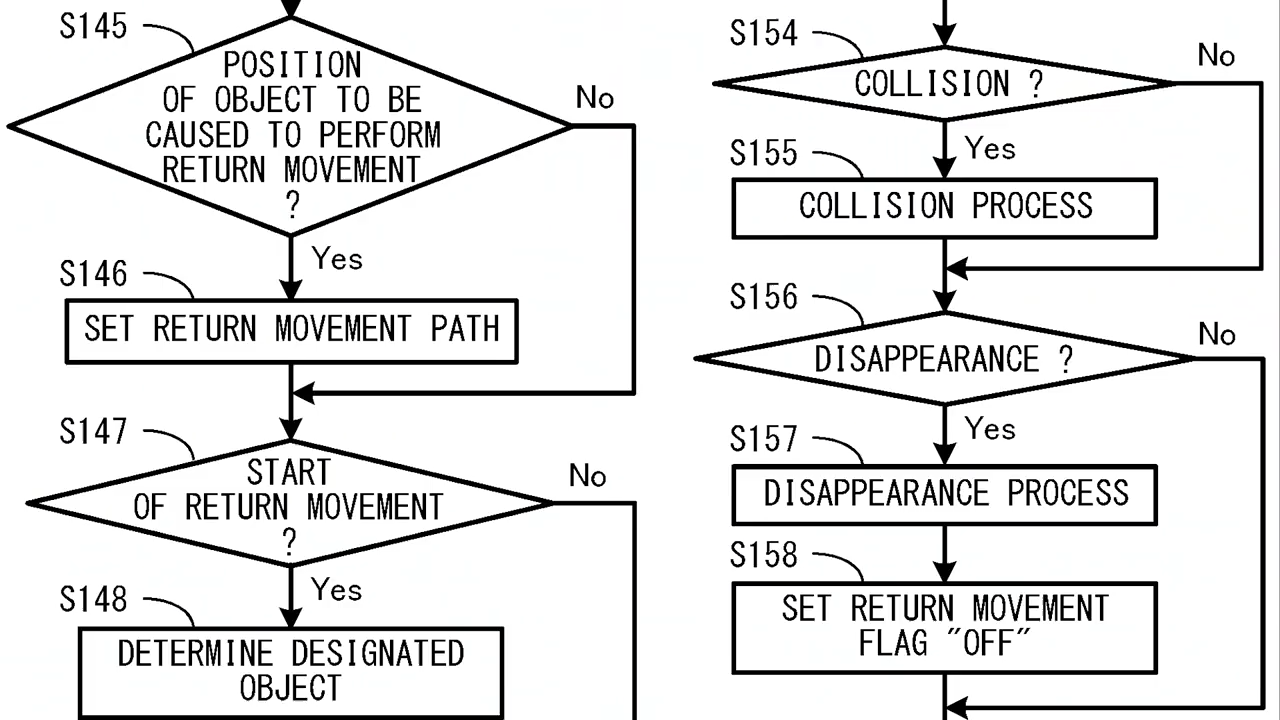 S145
POSITION
OF OBJECT TO BE
CAUSED TO PERFORM
RETURN MOVEMENT
?
No
Yes
S146
SET RETURN MOVEMENT PATH
S147
START
OF RETURN MOVEMENT
?
No
Yes
S148
DETERMINE DESIGNATED
OBJECT
S154
COLLISION ?
No
Yes
S155
COLLISION PROCESS
S156
DISAPPEARANCE ?
No
Yes
S157
DISAPPEARANCE PROCESS
S158
SET RETURN MOVEMENT
FLAG "OFF"